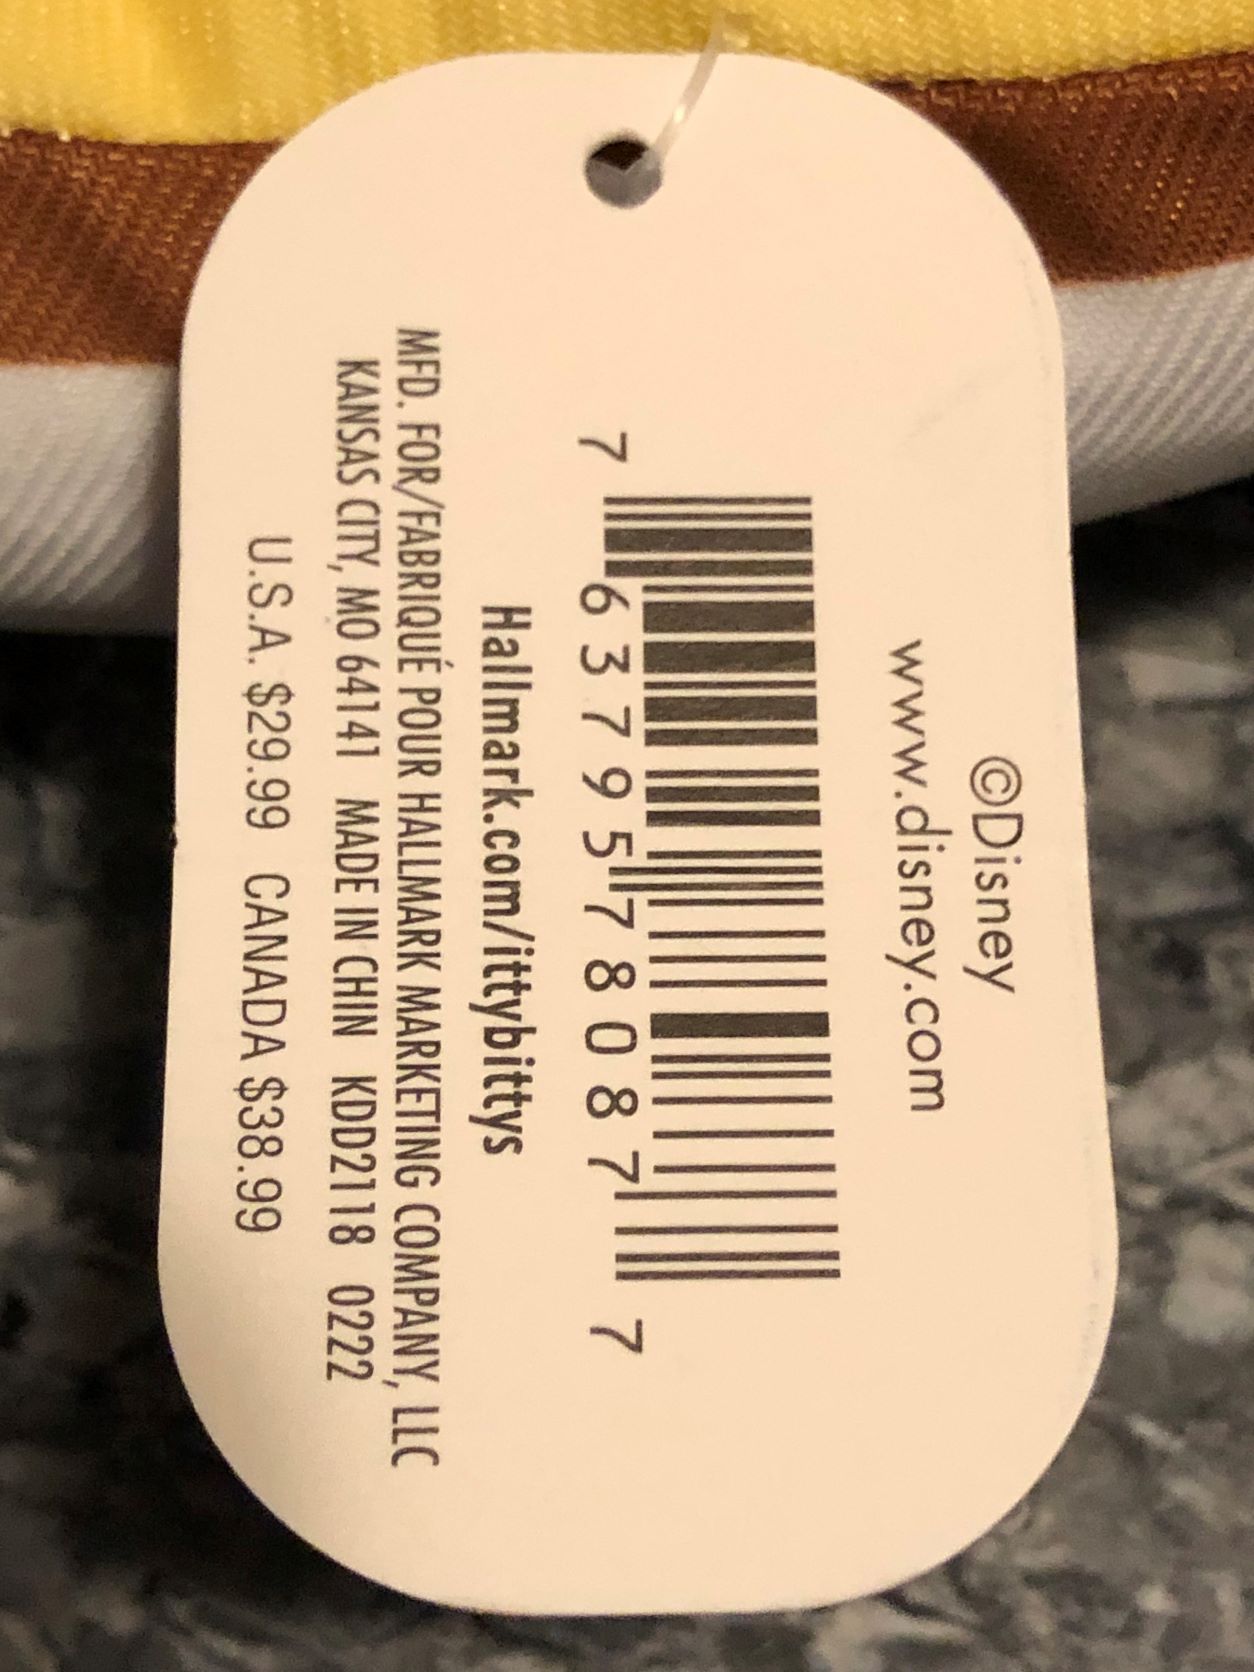 ©Disney
www.disney.com
7 63795 78087 7
Hallmark.com/ittybittys
MFD. FOR/FABRIQUÉ POUR HALLMARK MARKETING COMPANY, LLC
KANSAS CITY, MO 64141 MADE IN CHIN KDD2118 0222
U.S.A. $29.99 CANADA $38.99